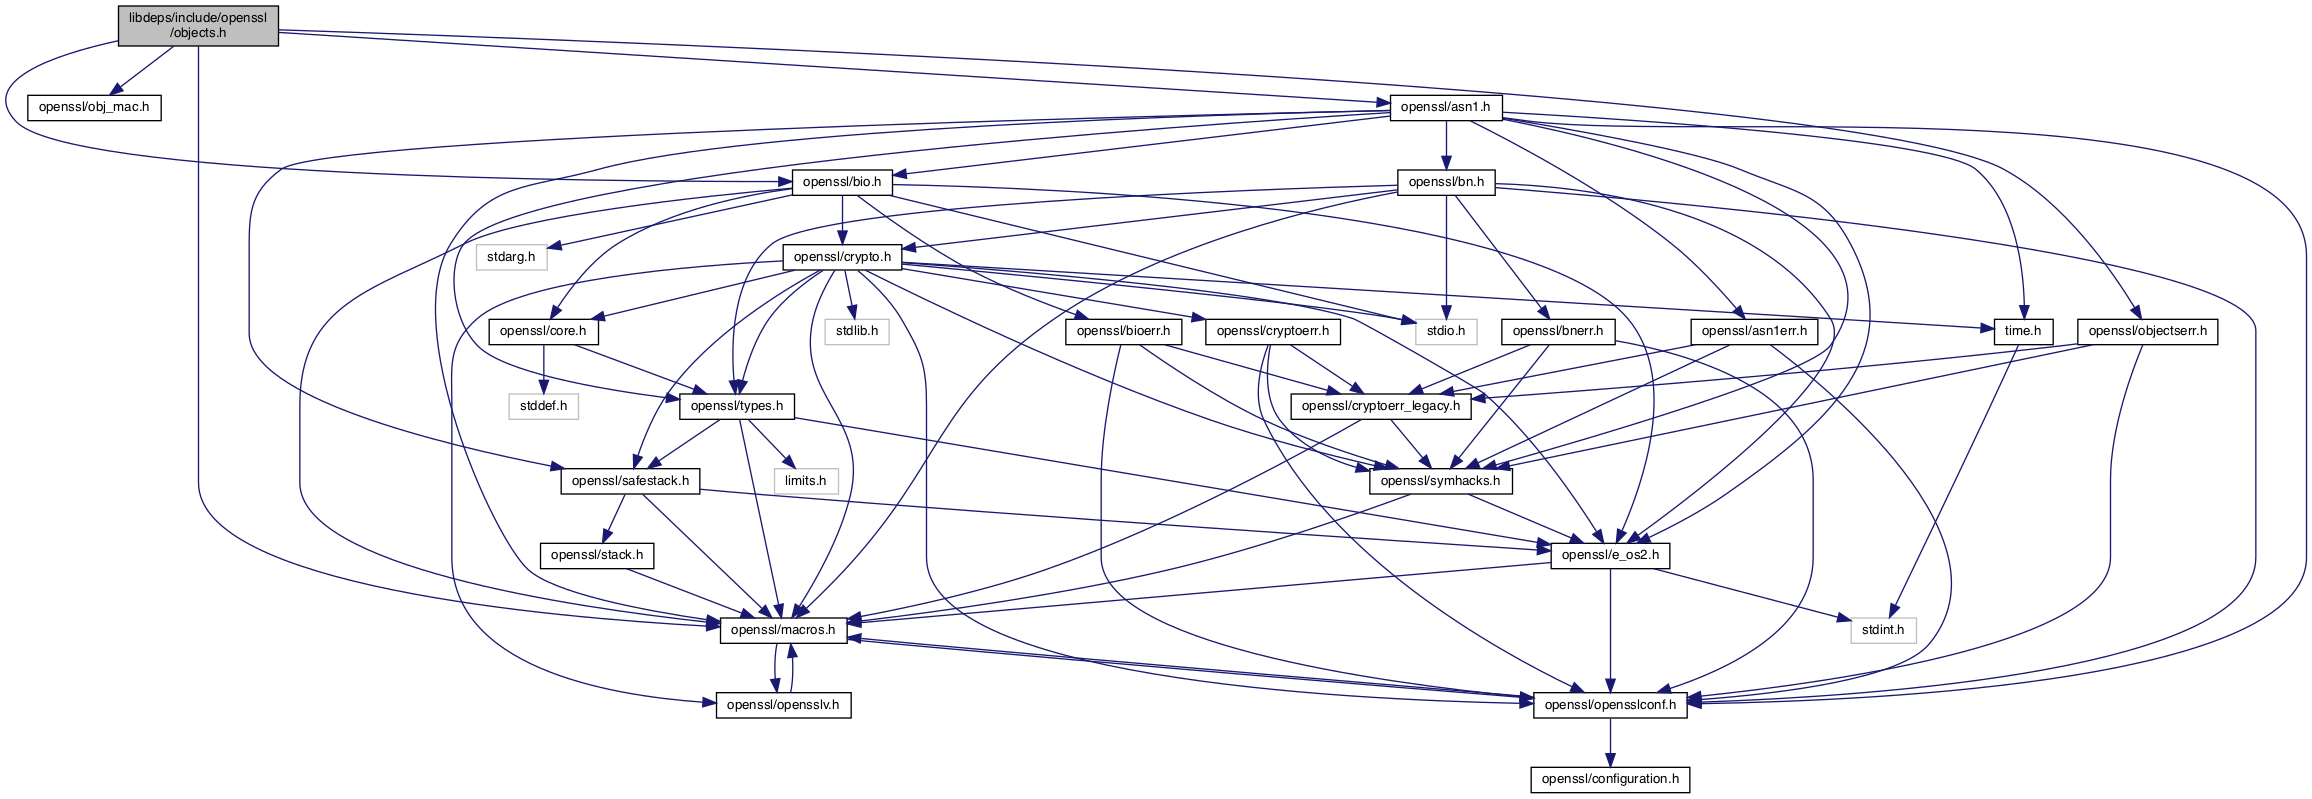 libdeps/include/openssl
/objects.h
openssl/obj_mac.h
openssl/asn1.h
openssl/bio.h
openssl/bn.h
stdarg.h
openssl/crypto.h
openssl/core.h
stdlib.h
openssl/bioerr.h
openssl/cryptoerr.h
stdio.h
openssl/bnerr.h
openssl/asn1err.h
time.h
openssl/objectserr.h
stddef.h
openssl/types.h
openssl/cryptoerr_legacy.h
openssl/safestack.h
limits.h
openssl/symhacks.h
openssl/stack.h
openssl/e_os2.h
openssl/macros.h
stdint.h
openssl/opensslv.h
openssl/opensslconf.h
openssl/configuration.h